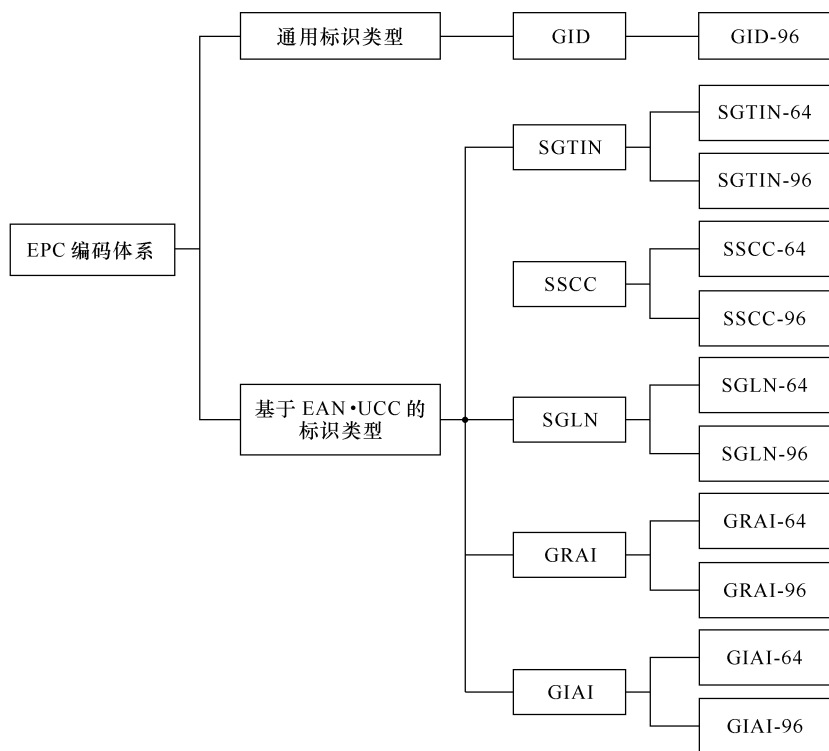 通用标识类型
GID
GID-96
SGTIN-64
SGTIN
SGTIN-96
EPC 编码体系
SSCC-64
SSCC
SSCC-96
基于 EAN•UCC 的
标识类型
SGLN-64
SGLN
SGLN-96
GRAI-64
GRAI
GRAI-96
GIAI-64
GIAI
GIAI-96